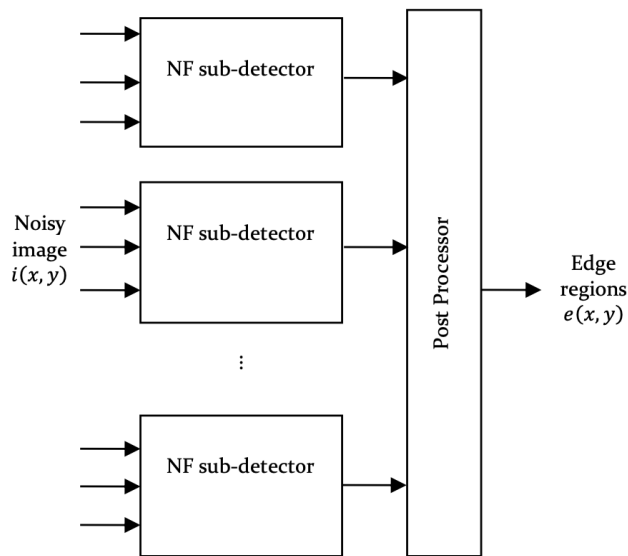 NF sub-detector
NF sub-detector
Noisy
image
i(x, y)
Post Processor
Edge
regions
e(x, y)
⋮
NF sub-detector